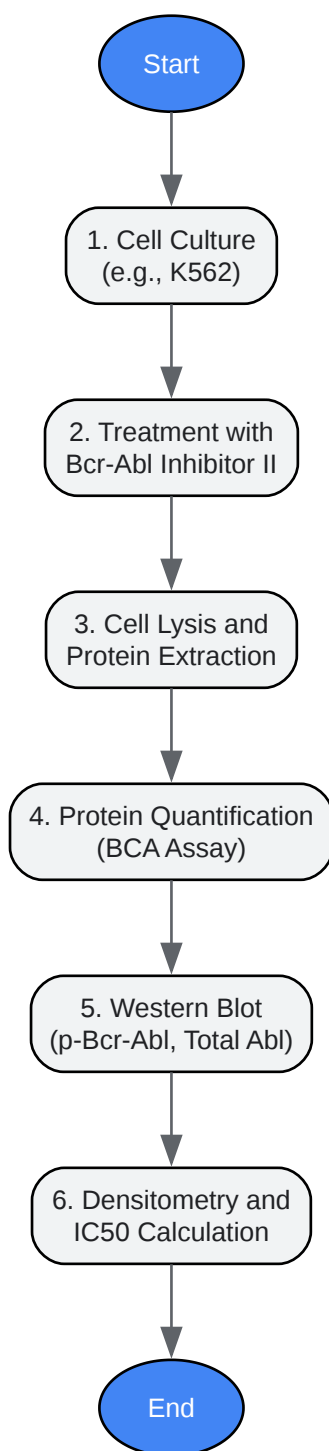 Start
1. Cell Culture
(e.g., K562)
2. Treatment with
Bcr-Abl Inhibitor II
3. Cell Lysis and
Protein Extraction
4. Protein Quantification
(BCA Assay)
5. Western Blot
(p-Bcr-Abl, Total Abl)
6. Densitometry and
IC50 Calculation
End